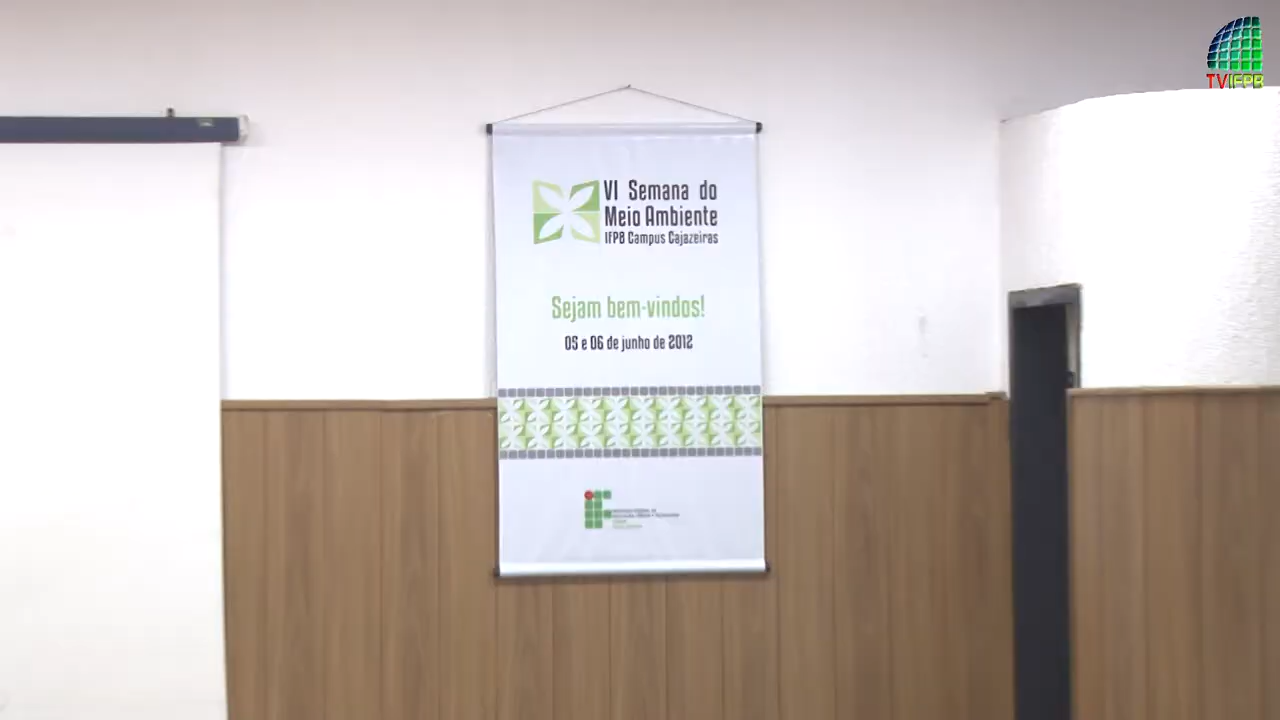 TVIFPB
VI Semana do
Meio Ambiente
IFPB Campus Cajazeiras
Sejam bem-vindos!
05 e 06 de junho de 2012